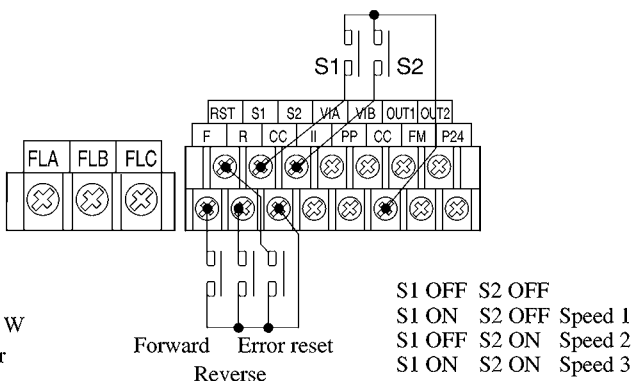 S1 S2
RST S1 S2 VIA VIB OUT1 OUT2
F R CC II PP CC FM P24
FLA FLB FLC
W
r
Forward Error reset
Reverse
S1 OFF S2 OFF
S1 ON S2 OFF Speed 1
S1 OFF S2 ON Speed 2
S1 ON S2 ON Speed 3